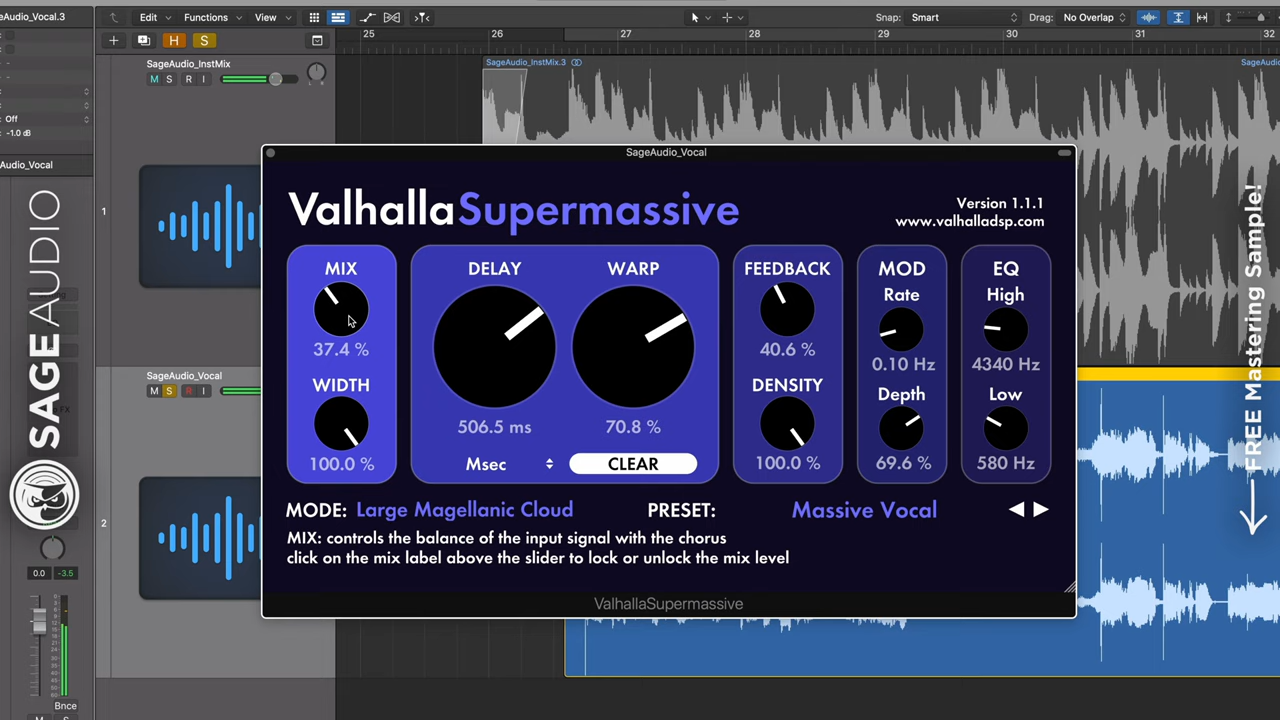 eAudio_Vocal.3
Edit
Functions
View
Snap: Smart
Drag: No Overlap
H
S
25
26
27
28
29
30
31
32
SageAudio_InstMix
M S R I
L R
SageAudio_InstMix.3
SageAudio
Off
-1.0 dB
Audio_Vocal
1
SageAudio_Vocal
M S R I
2
SAGE AUDIO
0.0
-3.5
Bnce
M S
SageAudio_Vocal
ValhallaSupermassive
Version 1.1.1
www.valhalladsp.com
MIX
37.4 %
WIDTH
100.0 %
DELAY
506.5 ms
Msec
WARP
70.8 %
CLEAR
FEEDBACK
40.6 %
DENSITY
100.0 %
MOD
Rate
0.10 Hz
Depth
69.6 %
EQ
High
4340 Hz
Low
580 Hz
MODE: Large Magellanic Cloud
PRESET: Massive Vocal
MIX: controls the balance of the input signal with the chorus
click on the mix label above the slider to lock or unlock the mix level
ValhallaSupermassive
FREE Mastering Sample!